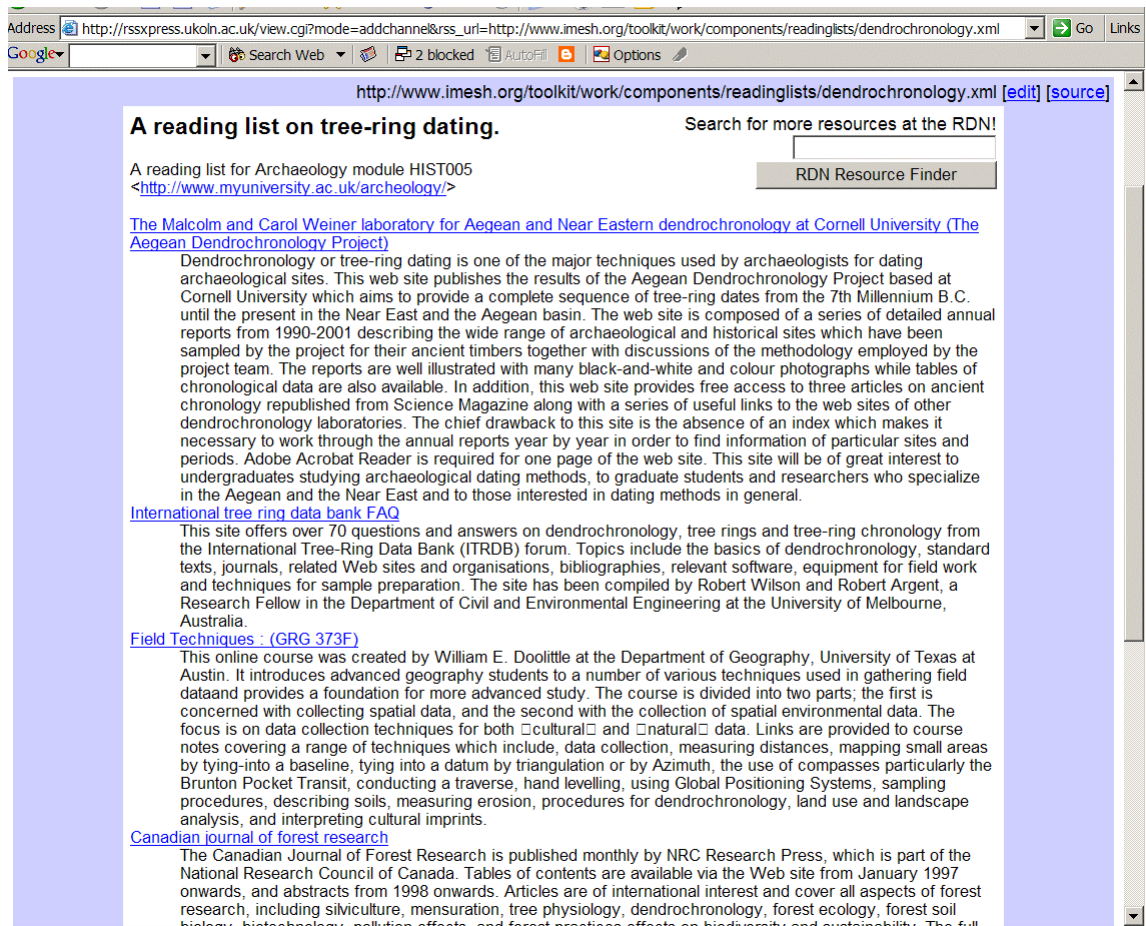 Address http://rssxpress.ukoln.ac.uk/view.cgi?mode=addchannel&rss_url=http://www.imesh.org/toolkit/work/components/readinglists/dendrochronology.xml Go Links
Google Search Web 2 blocked AutoFill Options
http://www.imesh.org/toolkit/work/components/readinglists/dendrochronology.xml [edit] [source]
A reading list on tree-ring dating.
Search for more resources at the RDN!
RDN Resource Finder
A reading list for Archaeology module HIST005
<http://www.myuniversity.ac.uk/archeology/>
The Malcolm and Carol Weiner laboratory for Aegean and Near Eastern dendrochronology at Cornell University (The
Aegean Dendrochronology Project)
Dendrochronology or tree-ring dating is one of the major techniques used by archaeologists for dating
archaeological sites. This web site publishes the results of the Aegean Dendrochronology Project based at
Cornell University which aims to provide a complete sequence of tree-ring dates from the 7th Millennium B.C.
until the present in the Near East and the Aegean basin. The web site is composed of a series of detailed annual
reports from 1990-2001 describing the wide range of archaeological and historical sites which have been
sampled by the project for their ancient timbers together with discussions of the methodology employed by the
project team. The reports are well illustrated with many black-and-white and colour photographs while tables of
chronological data are also available. In addition, this web site provides free access to three articles on ancient
chronology republished from Science Magazine along with a series of useful links to the web sites of other
dendrochronology laboratories. The chief drawback to this site is the absence of an index which makes it
necessary to work through the annual reports year by year in order to find information of particular sites and
periods. Adobe Acrobat Reader is required for one page of the web site. This site will be of great interest to
undergraduates studying archaeological dating methods, to graduate students and researchers who specialize
in the Aegean and the Near East and to those interested in dating methods in general.
International tree ring data bank FAQ
This site offers over 70 questions and answers on dendrochronology, tree rings and tree-ring chronology from
the International Tree-Ring Data Bank (ITRDB) forum. Topics include the basics of dendrochronology, standard
texts, journals, related Web sites and organisations, bibliographies, relevant software, equipment for field work
and techniques for sample preparation. The site has been compiled by Robert Wilson and Robert Argent, a
Research Fellow in the Department of Civil and Environmental Engineering at the University of Melbourne,
Australia.
Field Techniques : (GRG 373F)
This online course was created by William E. Doolittle at the Department of Geography, University of Texas at
Austin. It introduces advanced geography students to a number of various techniques used in gathering field
dataand provides a foundation for more advanced study. The course is divided into two parts; the first is
concerned with collecting spatial data, and the second with the collection of spatial environmental data. The
focus is on data collection techniques for both □cultural□ and □natural□ data. Links are provided to course
notes covering a range of techniques which include, data collection, measuring distances, mapping small areas
by tying-into a baseline, tying into a datum by triangulation or by Azimuth, the use of compasses particularly the
Brunton Pocket Transit, conducting a traverse, hand levelling, using Global Positioning Systems, sampling
procedures, describing soils, measuring erosion, procedures for dendrochronology, land use and landscape
analysis, and interpreting cultural imprints.
Canadian journal of forest research
The Canadian Journal of Forest Research is published monthly by NRC Research Press, which is part of the
National Research Council of Canada. Tables of contents are available via the Web site from January 1997
onwards, and abstracts from 1998 onwards. Articles are of international interest and cover all aspects of forest
research, including silviculture, mensuration, tree physiology, dendrochronology, forest ecology, forest soil
biology, biotechnology, pollution effects, and forest practices effects on biodiversity and sustainability. The full